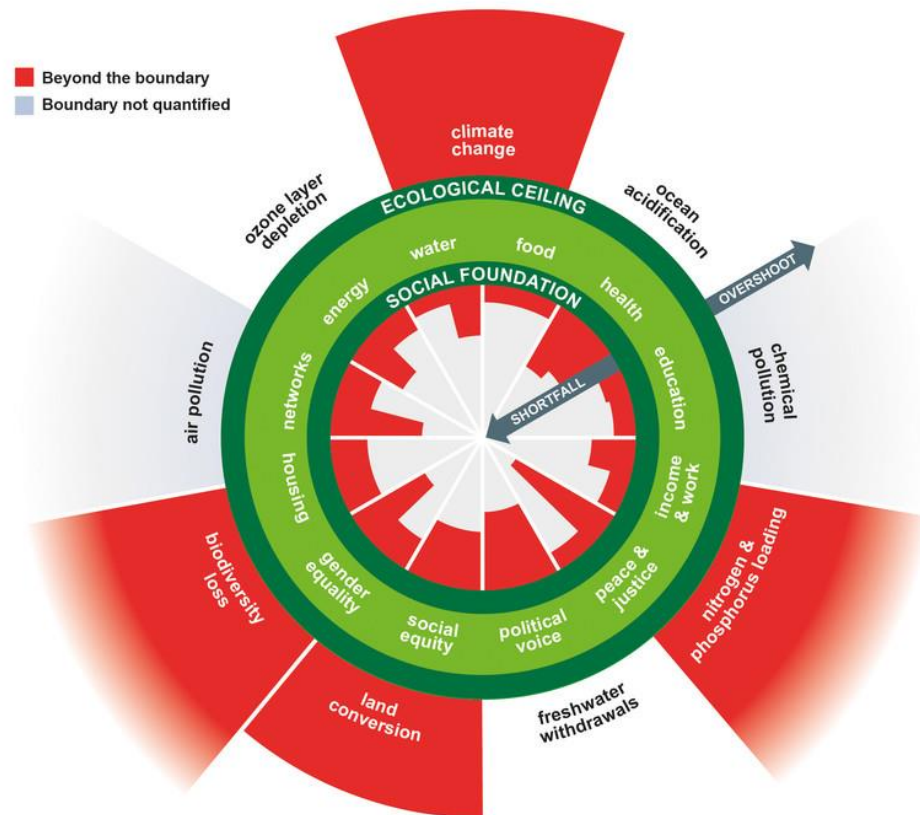 Beyond the boundary
Boundary not quantified
climate
change
ozone layer
depletion
ocean
acidification
ECOLOGICAL CEILING
OVERSHOOT
water
food
energy
health
SOCIAL FOUNDATION
SHORTFALL
networks
education
air pollution
chemical
pollution
housing
income
& work
gender
equality
peace &
justice
social
equity
political
voice
biodiversity
loss
nitrogen &
phosphorus loading
land
conversion
freshwater
withdrawals